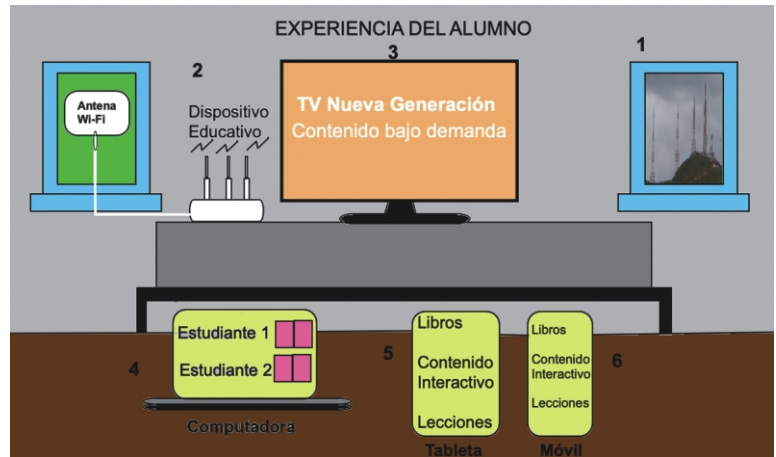 EXPERIENCIA DEL ALUMNO
3
1
2
Antena
Wi-Fi
Dispositivo
Educativo
TV Nueva Generación
Contenido bajo demanda
4
Estudiante 1
Estudiante 2
Computadora
5
Libros
Contenido
Interactivo
Lecciones
Tableta
Libros
Contenido
Interactivo
Lecciones
Móvil
6